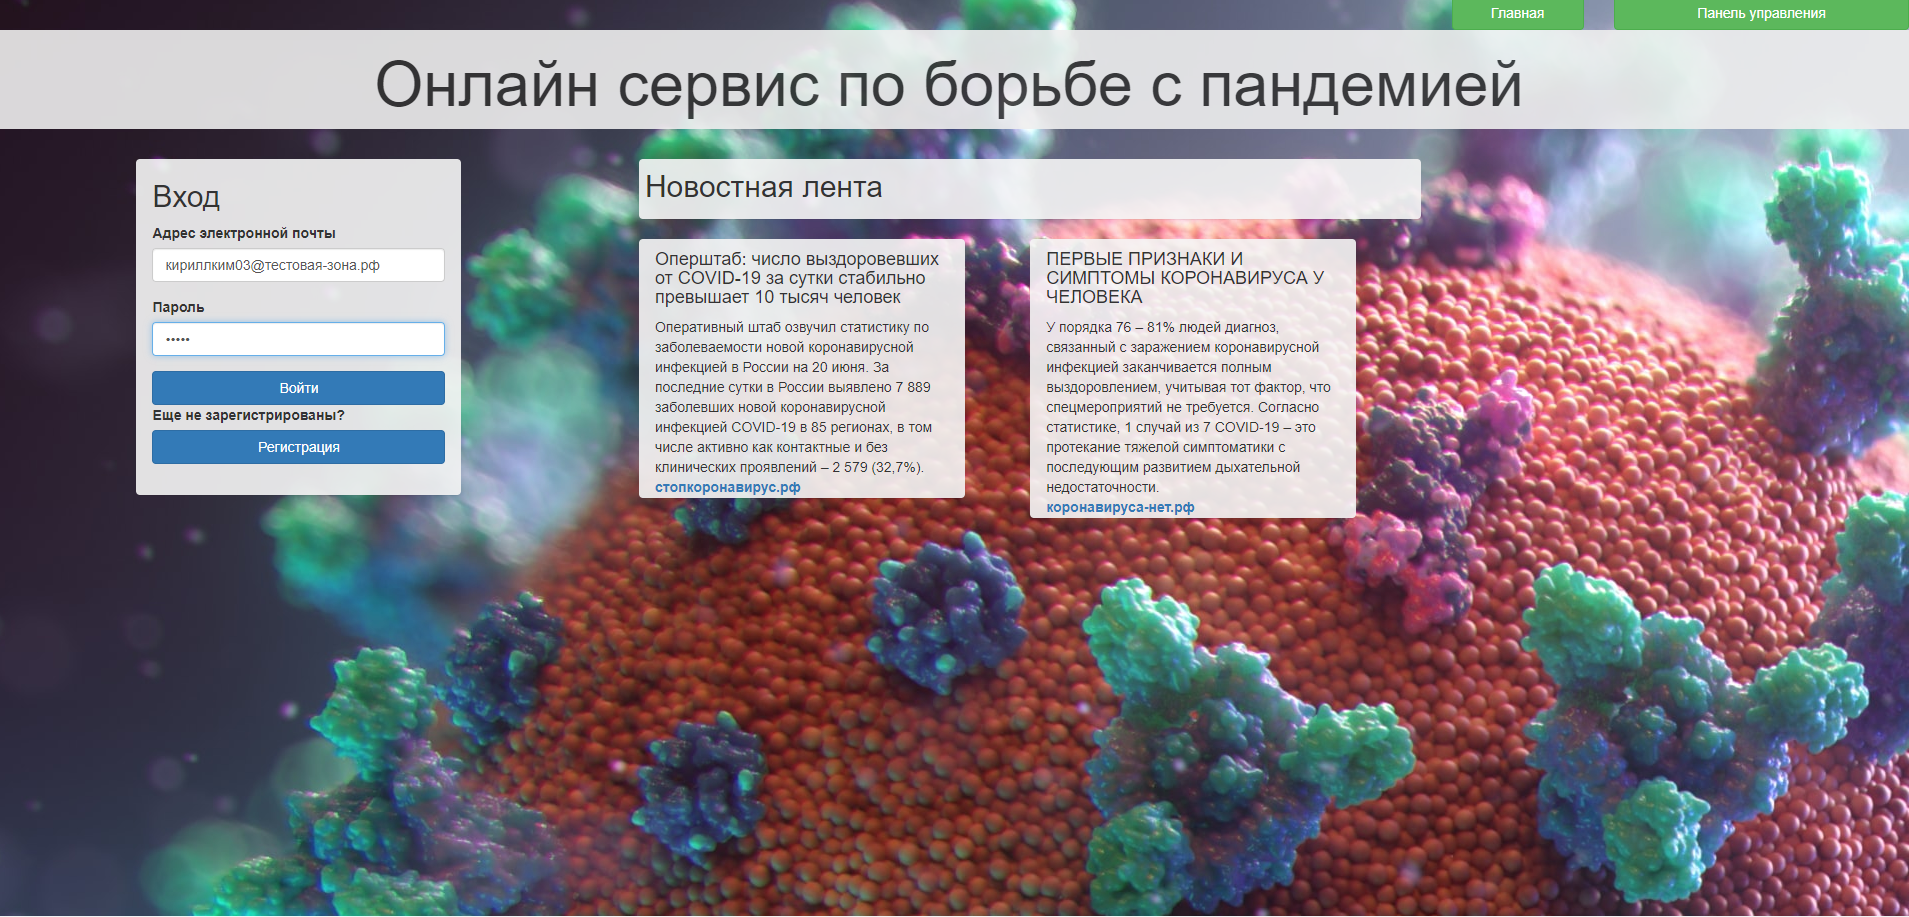 Главная
Панель управления
Онлайн сервис по борьбе с пандемией
Вход
Адрес электронной почты
кириллким03@тестовая-зона.рф
Пароль
•••••
Войти
Еще не зарегистрированы?
Регистрация
Новостная лента
Оперштаб: число выздоровевших
от COVID-19 за сутки стабильно
превышает 10 тысяч человек
Оперативный штаб озвучил статистику по
заболеваемости новой коронавирусной
инфекцией в России на 20 июня. За
последние сутки в России выявлено 7 889
заболевших новой коронавирусной
инфекцией COVID-19 в 85 регионах, в том
числе активно как контактные и без
клинических проявлений – 2 579 (32,7%).
стопкоронавирус.рф
ПЕРВЫЕ ПРИЗНАКИ И
СИМПТОМЫ КОРОНАВИРУСА У
ЧЕЛОВЕКА
У порядка 76 – 81% людей диагноз,
связанный с заражением коронавирусной
инфекцией заканчивается полным
выздоровлением, учитывая тот фактор, что
спецмероприятий не требуется. Согласно
статистике, 1 случай из 7 COVID-19 – это
протекание тяжелой симптоматики с
последующим развитием дыхательной
недостаточности.
коронавируса-нет.рф